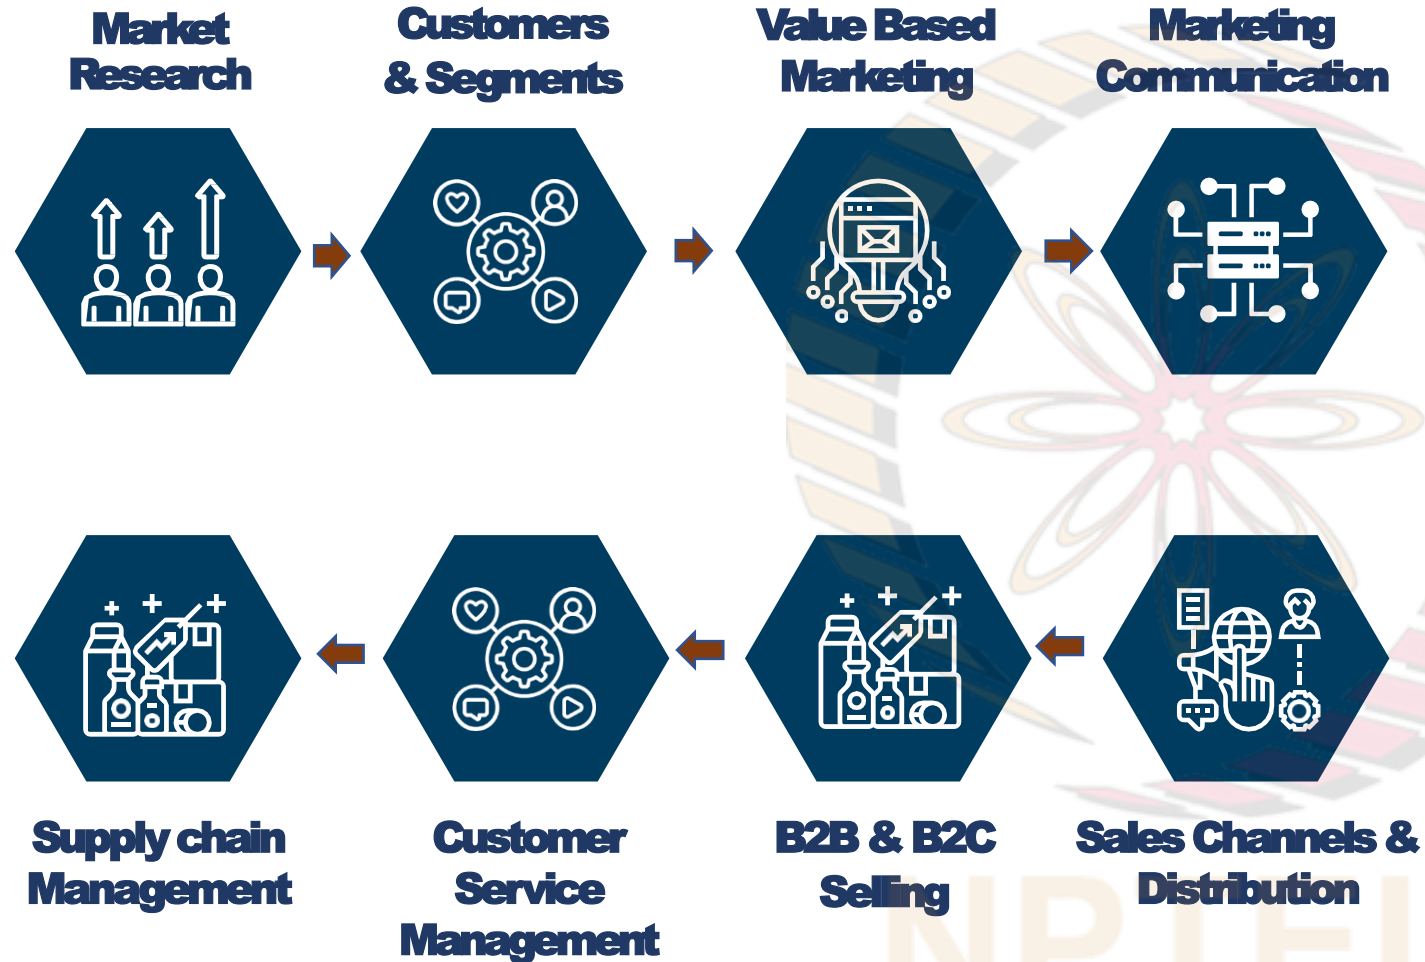 Market
Research
Customers
& Segments
Value Based
Marketing
Marketing
Communication
Supply chain
Management
Customer
Service
Management
B2B & B2C
Selling
Sales Channels &
Distribution
NPTEL